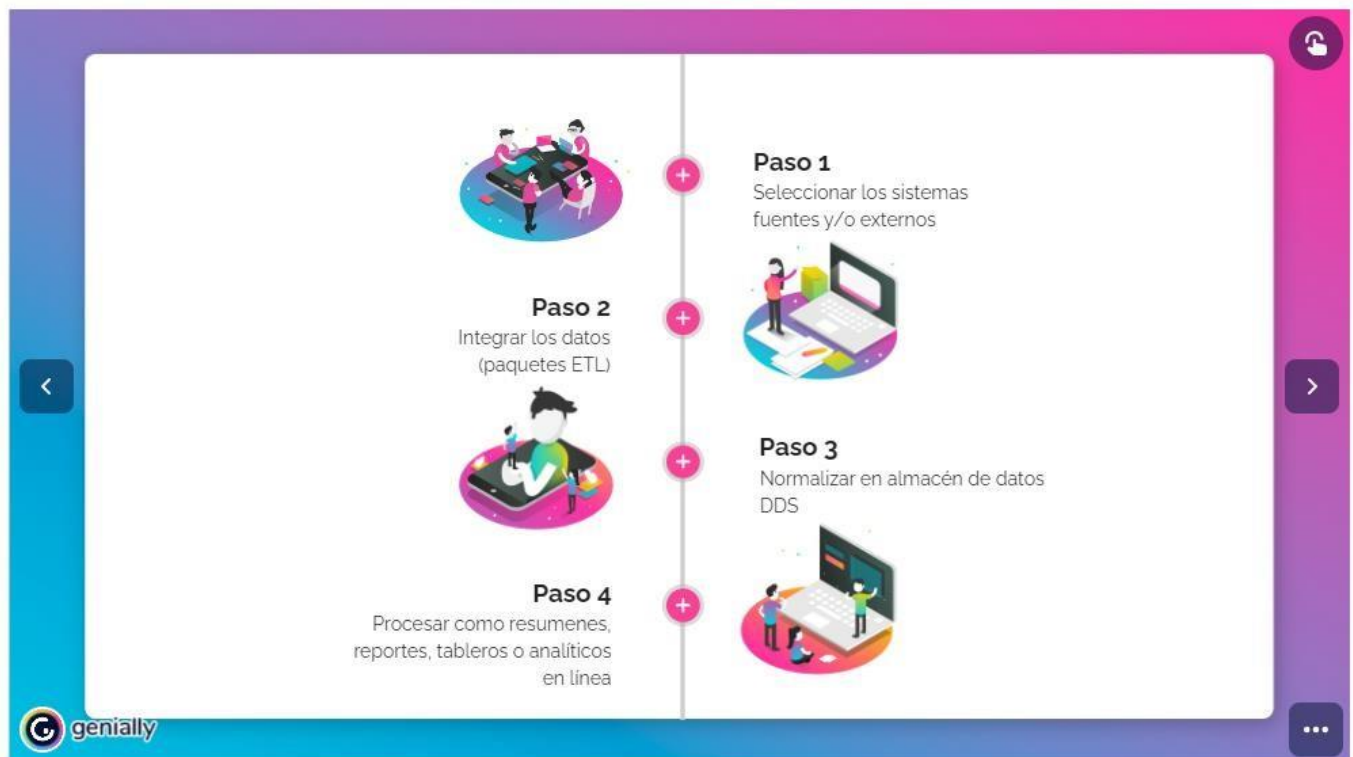 Paso 1
Seleccionar los sistemas
fuentes y/o externos
Paso 2
Integrar los datos
(paquetes ETL)
Paso 3
Normalizar en almacén de datos
DDS
Paso 4
Procesar como resumenes,
reportes, tableros o analíticos
en línea
genially